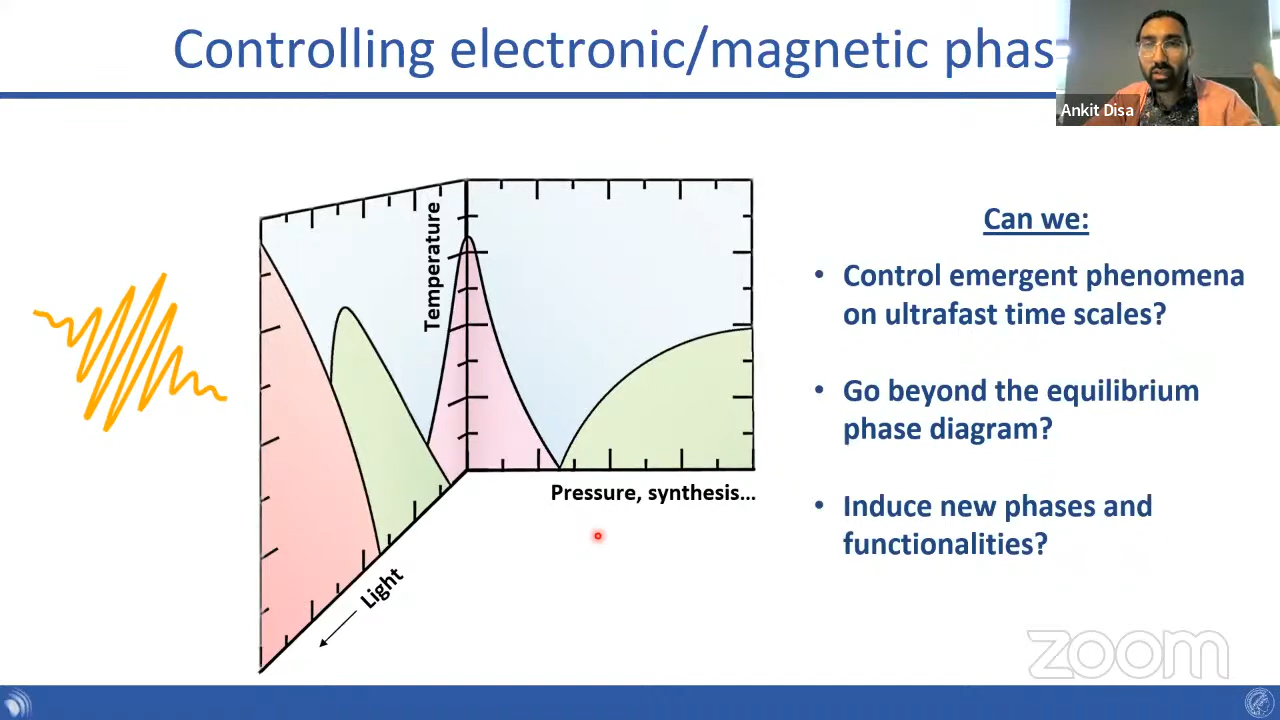 Controlling electronic/magnetic phas
Ankit Disa
Temperature
Can we:
• Control emergent phenomena
on ultrafast time scales?
• Go beyond the equilibrium
phase diagram?
• Induce new phases and
functionalities?
Pressure, synthesis...
Light
zoom